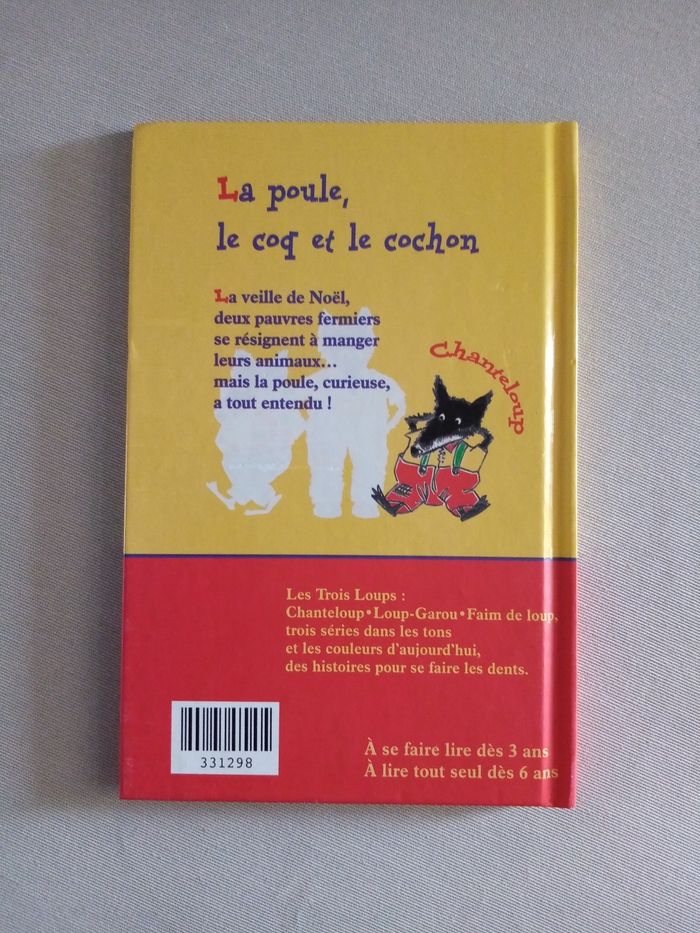 La poule,
le coq et le cochon
La veille de Noël,
deux pauvres fermiers
se résignent à manger
leurs animaux...
mais la poule, curieuse,
a tout entendu !
Chanteloup
Les Trois Loups :
Chanteloup • Loup-Garou • Faim de loup,
trois séries dans les tons
et les couleurs d'aujourd'hui,
des histoires pour se faire les dents.
331298
À se faire lire dès 3 ans
À lire tout seul dès 6 ans